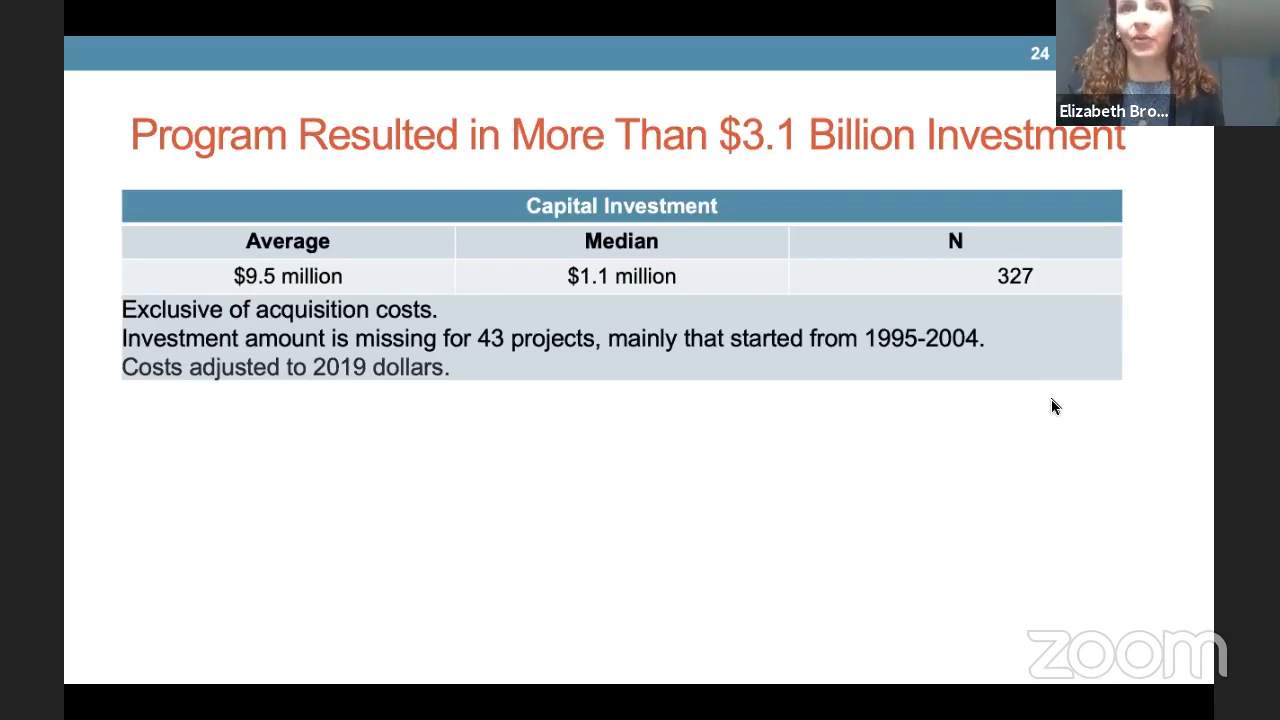 24
Elizabeth Bro...
Program Resulted in More Than $3.1 Billion Investment
Capital Investment
Average Median N
$9.5 million $1.1 million 327
Exclusive of acquisition costs.
Investment amount is missing for 43 projects, mainly that started from 1995-2004.
Costs adjusted to 2019 dollars.
zoom